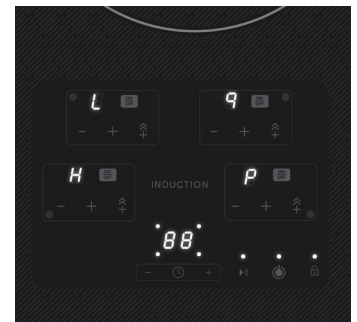 L ON OFF 9 ON OFF
− + − +
H ON OFF INDUCTION P ON OFF
− + − +
88
− +